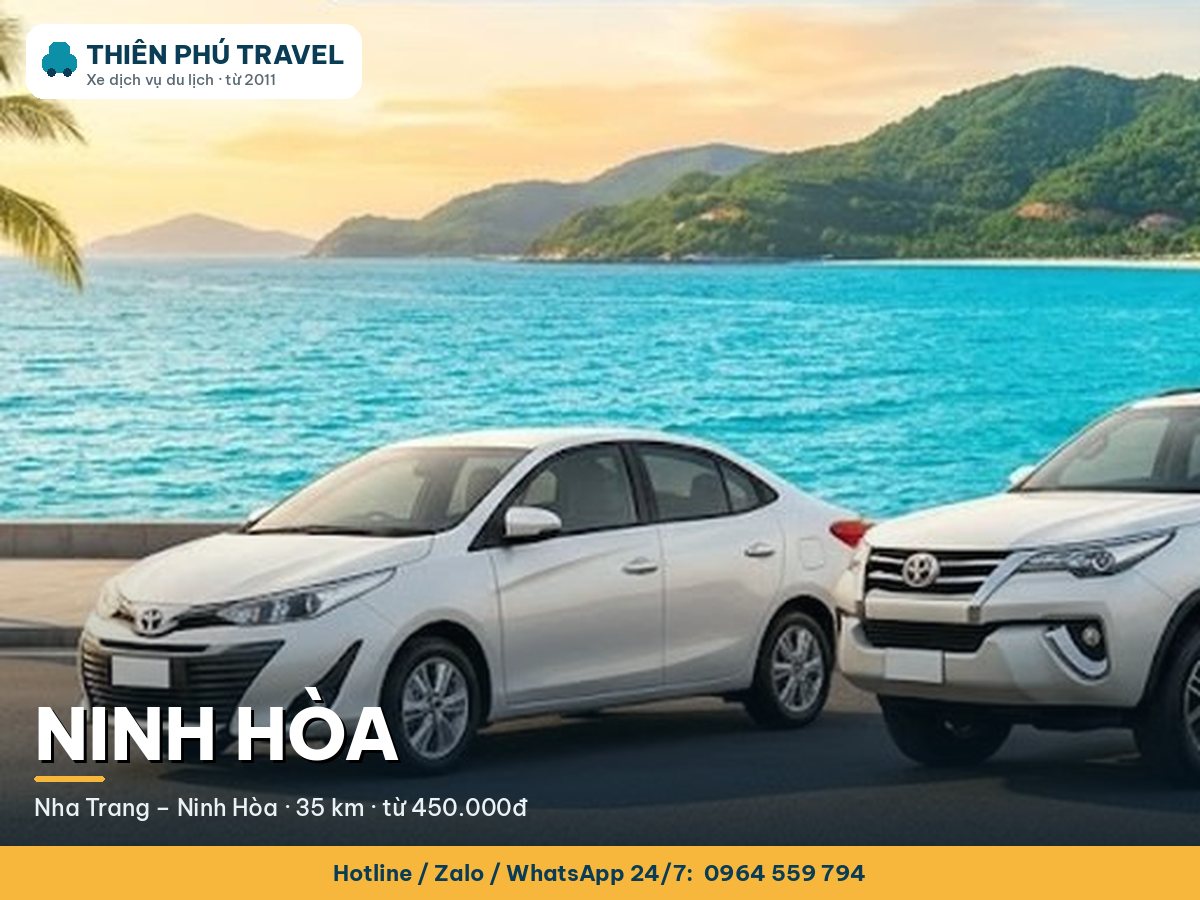 THIÊN PHÚ TRAVEL
Xe dịch vụ du lịch · từ 2011
NINH HÒA
Nha Trang – Ninh Hòa · 35 km · từ 450.000đ
Hotline / Zalo / WhatsApp 24/7: 0964 559 794